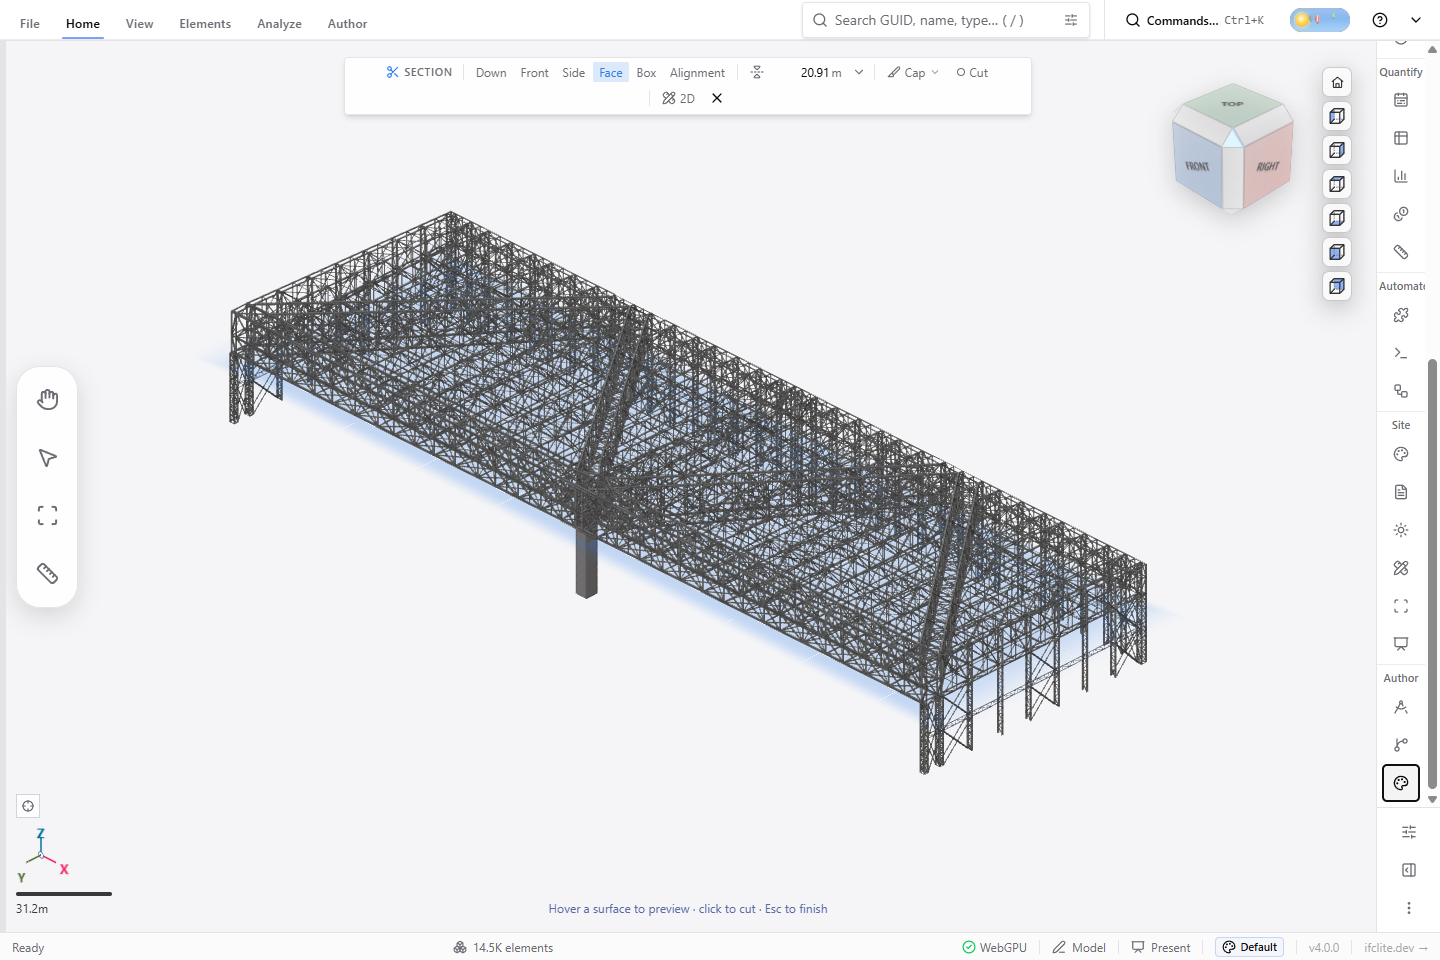 File Home View Elements Analyze Author
Search GUID, name, type... ( / )
Commands... Ctrl+K
SECTION Down Front Side Face Box Alignment 20.91 m Cap Cut
2D
TOP
FRONT RIGHT
Quantify
Automate
Site
Author
Z
X
Y
31.2m
Hover a surface to preview · click to cut · Esc to finish
Ready 14.5K elements WebGPU Model Present Default v4.0.0 ifclite.dev →